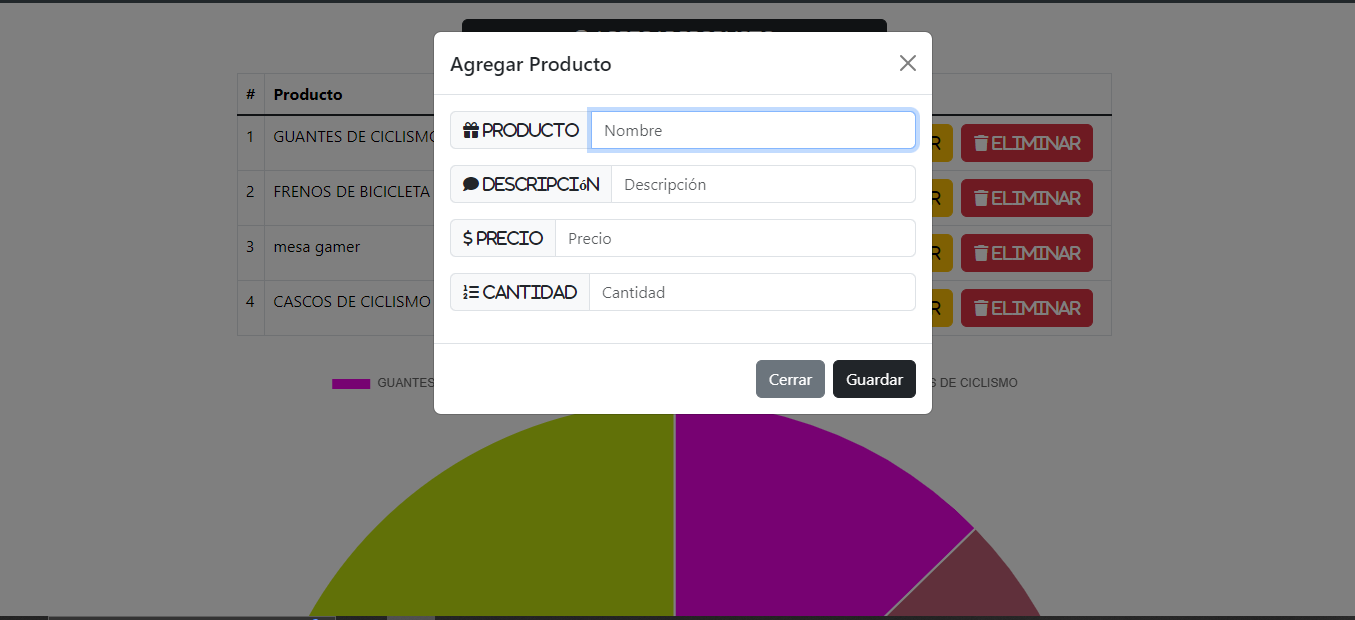 Agregar Producto
# Producto
PRODUCTO Nombre
1 GUANTES DE CICLISMO R ELIMINAR
DESCRIPCIóN Descripción
2 FRENOS DE BICICLETA R ELIMINAR
$ PRECIO Precio
3 mesa gamer R ELIMINAR
CANTIDAD Cantidad
4 CASCOS DE CICLISMO R ELIMINAR
Cerrar Guardar
GUANTES S DE CICLISMO